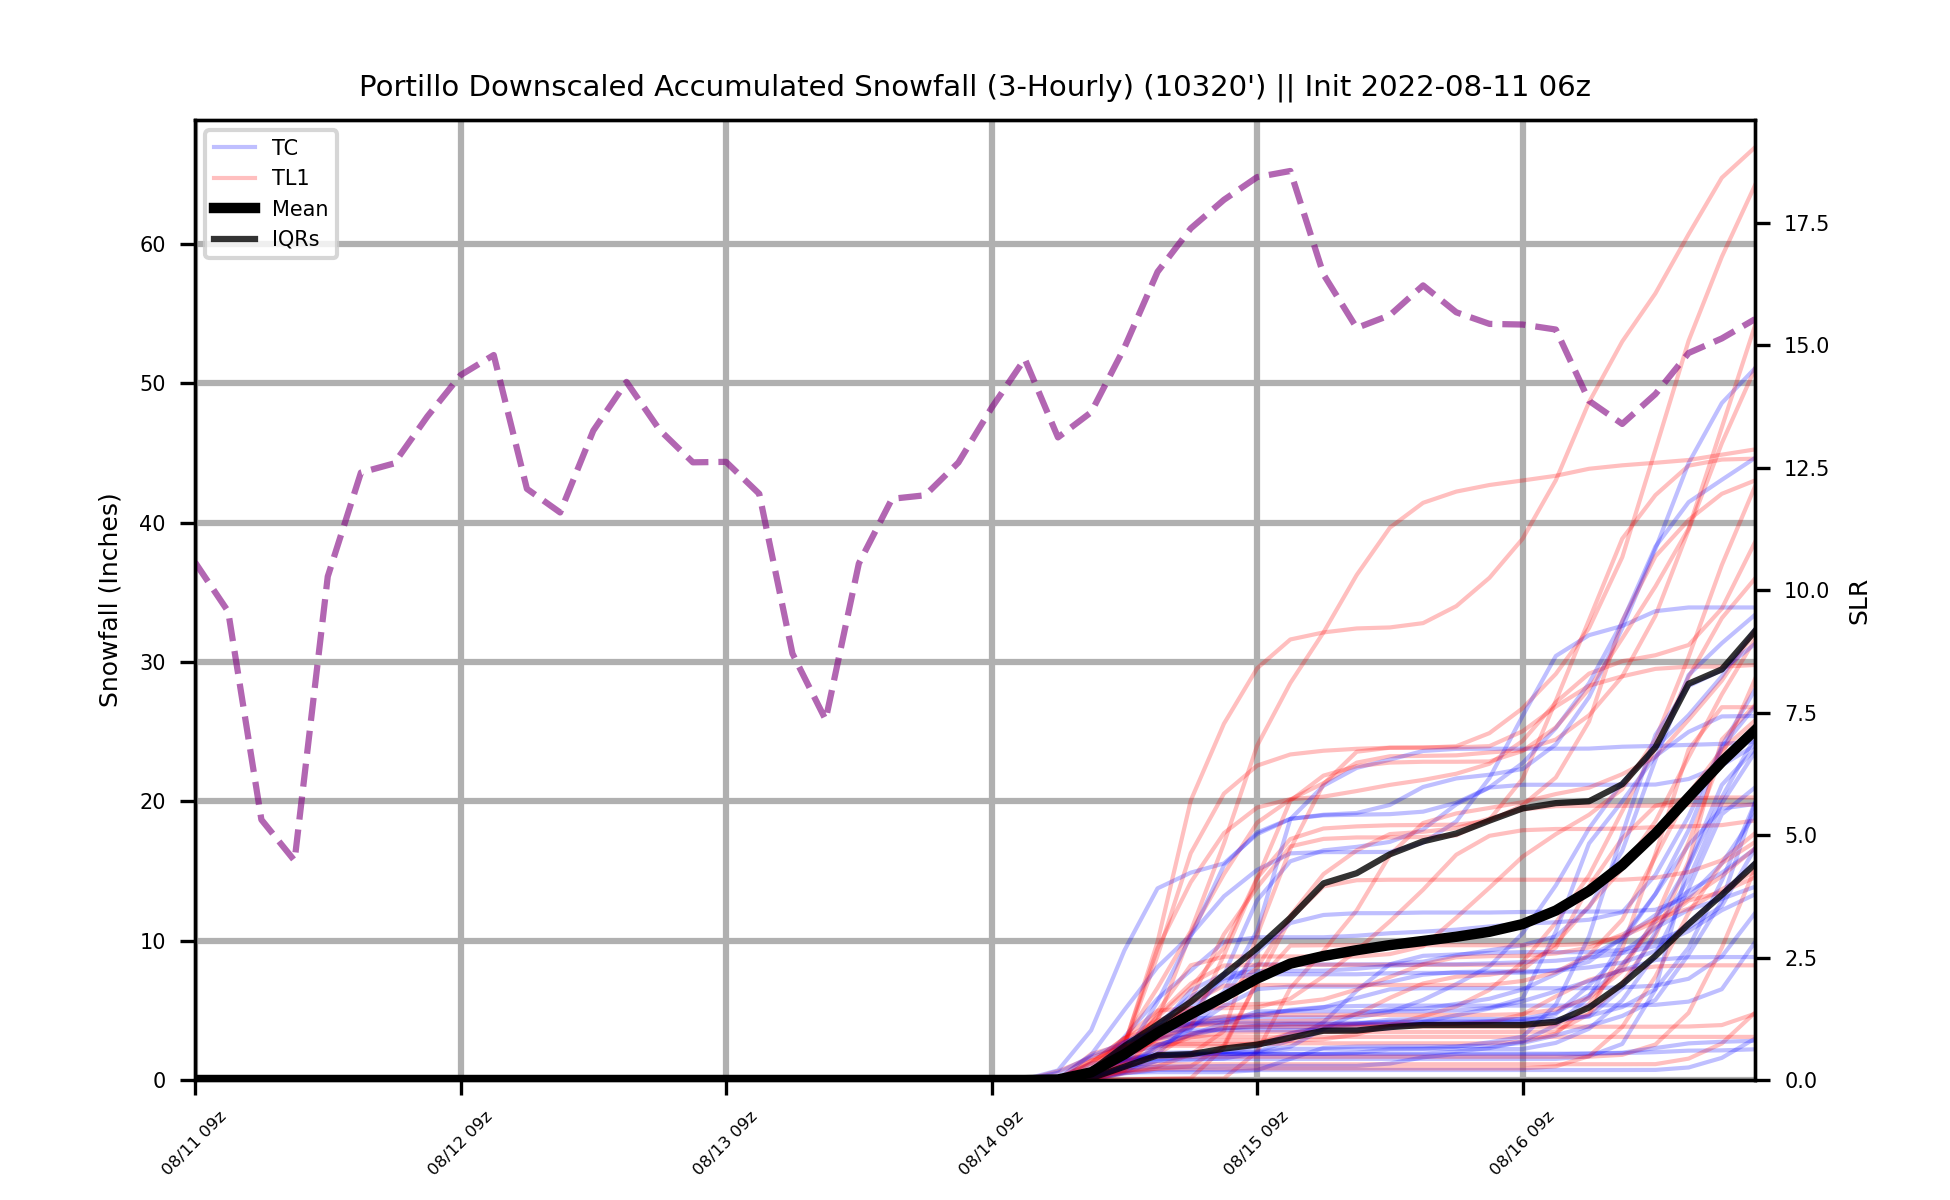 Portillo Downscaled Accumulated Snowfall (3-Hourly) (10320') || Init 2022-08-11 06z
TC
TL1
Mean
IQRs
60
50
40
30
20
10
0
Snowfall (Inches)
17.5
15.0
12.5
10.0
7.5
5.0
2.5
0.0
SLR
08/11 09z
08/12 09z
08/13 09z
08/14 09z
08/15 09z
08/16 09z